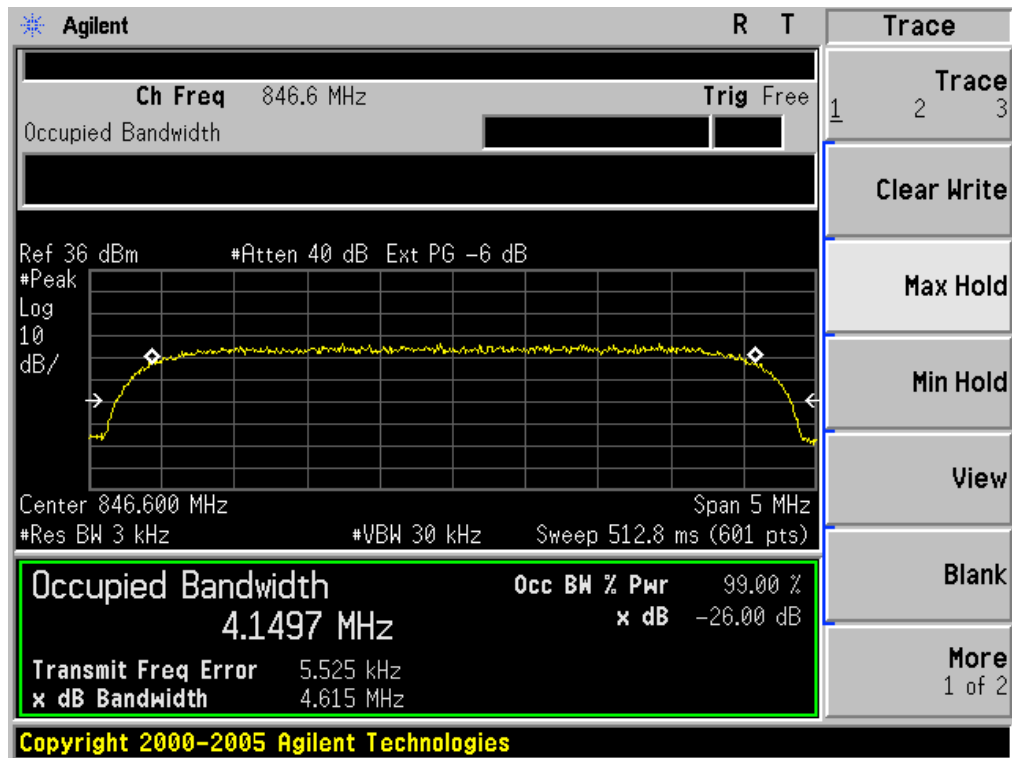 Agilent R T Trace
Ch Freq 846.6 MHz Trig Free
Occupied Bandwidth
Trace
1 2 3
Clear Write
Max Hold
Min Hold
View
Blank
More
1 of 2
Ref 36 dBm #Atten 40 dB Ext PG -6 dB
#Peak
Log
10
dB/
Center 846.600 MHz Span 5 MHz
#Res BW 3 kHz #VBW 30 kHz Sweep 512.8 ms (601 pts)
Occupied Bandwidth
4.1497 MHz
Occ BW % Pwr 99.00 %
x dB -26.00 dB
Transmit Freq Error 5.525 kHz
x dB Bandwidth 4.615 MHz
Copyright 2000-2005 Agilent Technologies